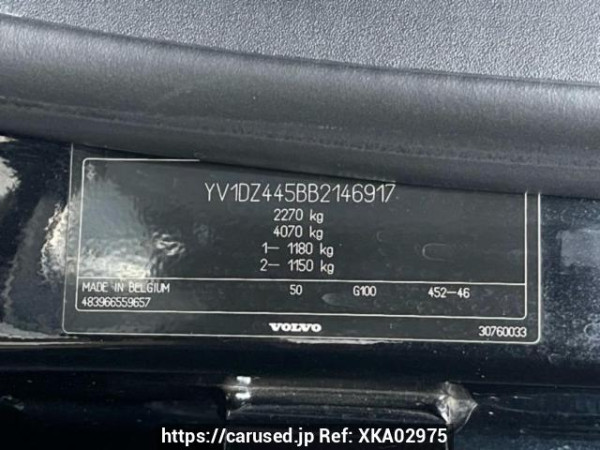 YV1DZ445BB2146917
2270 kg
4070 kg
1- 1180 kg
2- 1150 kg
MADE IN BELGIUM 50 G100 452-46
483966559657
VOLVO 30760033
https://carused.jp Ref: XKA02975